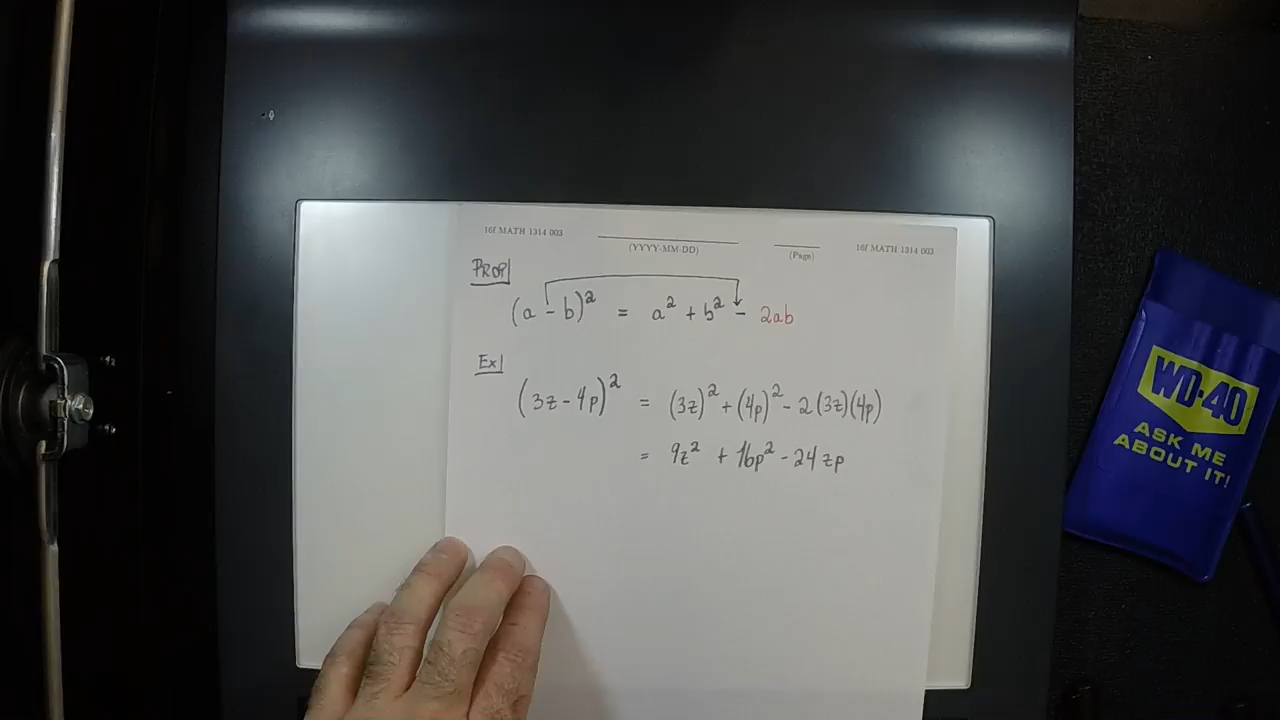 16f MATH 1314 003
(YYYY-MM-DD)
(Page)
16f MATH 1314 003
PROP
(a - b)² = a² + b² - 2ab
Ex
(3z - 4p)² = (3z)² + (4p)² - 2(3z)(4p)
= 9z² + 16p² - 24zp
WD-40
ASK ME
ABOUT IT!